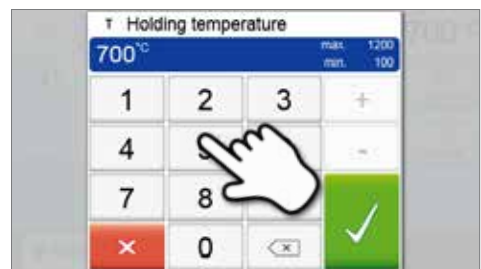 T Holding temperature
700°C
max. 1200
min. 100
1 2 3 +
4 -
7 8
× 0